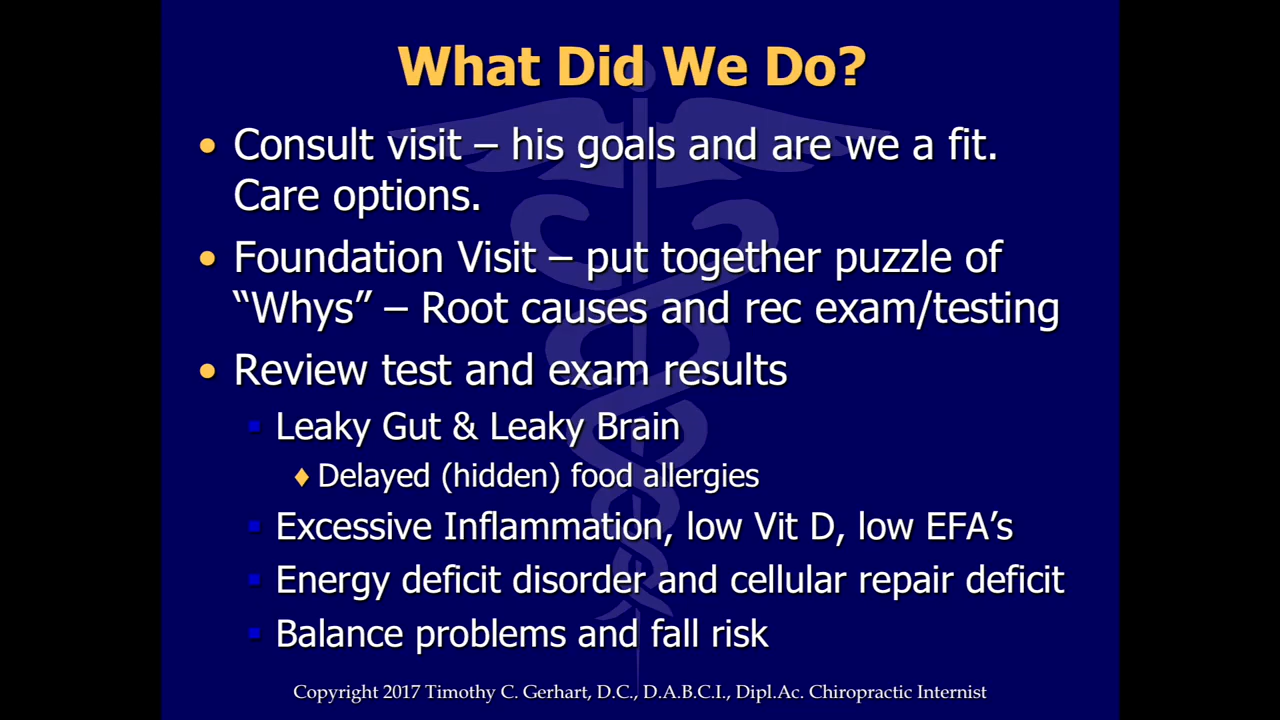 What Did We Do?
• Consult visit – his goals and are we a fit.
Care options.
• Foundation Visit – put together puzzle of
“Whys” – Root causes and rec exam/testing
• Review test and exam results
▪ Leaky Gut & Leaky Brain
♦ Delayed (hidden) food allergies
▪ Excessive Inflammation, low Vit D, low EFA’s
▪ Energy deficit disorder and cellular repair deficit
▪ Balance problems and fall risk
Copyright 2017 Timothy C. Gerhart, D.C., D.A.B.C.I., Dipl.Ac. Chiropractic Internist